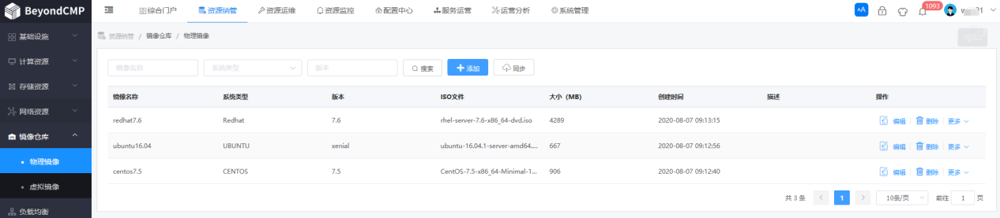 BeyondCMP
综合门户 资源纳管 资源运维 资源监控 配置中心 服务运营 运营分析 系统管理
AA 1093
基础设施
计算资源
存储资源
网络资源
镜像仓库
物理镜像
虚拟镜像
负载均衡
资源纳管 / 镜像仓库 / 物理镜像
镜像名称 系统类型 版本 搜索 添加 同步
镜像名称 系统类型 版本 ISO文件 大小（MB） 创建时间 描述 操作
redhat7.6 Redhat 7.6 rhel-server-7.6-x86_64-dvd.iso 4289 2020-08-07 09:13:15 编辑 删除 更多
ubuntu16.04 UBUNTU xenial ubuntu-16.04.1-server-amd64.... 667 2020-08-07 09:12:56 编辑 删除 更多
centos7.5 CENTOS 7.5 CentOS-7.5-x86_64-Minimal-1... 906 2020-08-07 09:12:40 编辑 删除 更多
共 3 条 1 10条/页 前往 1 页